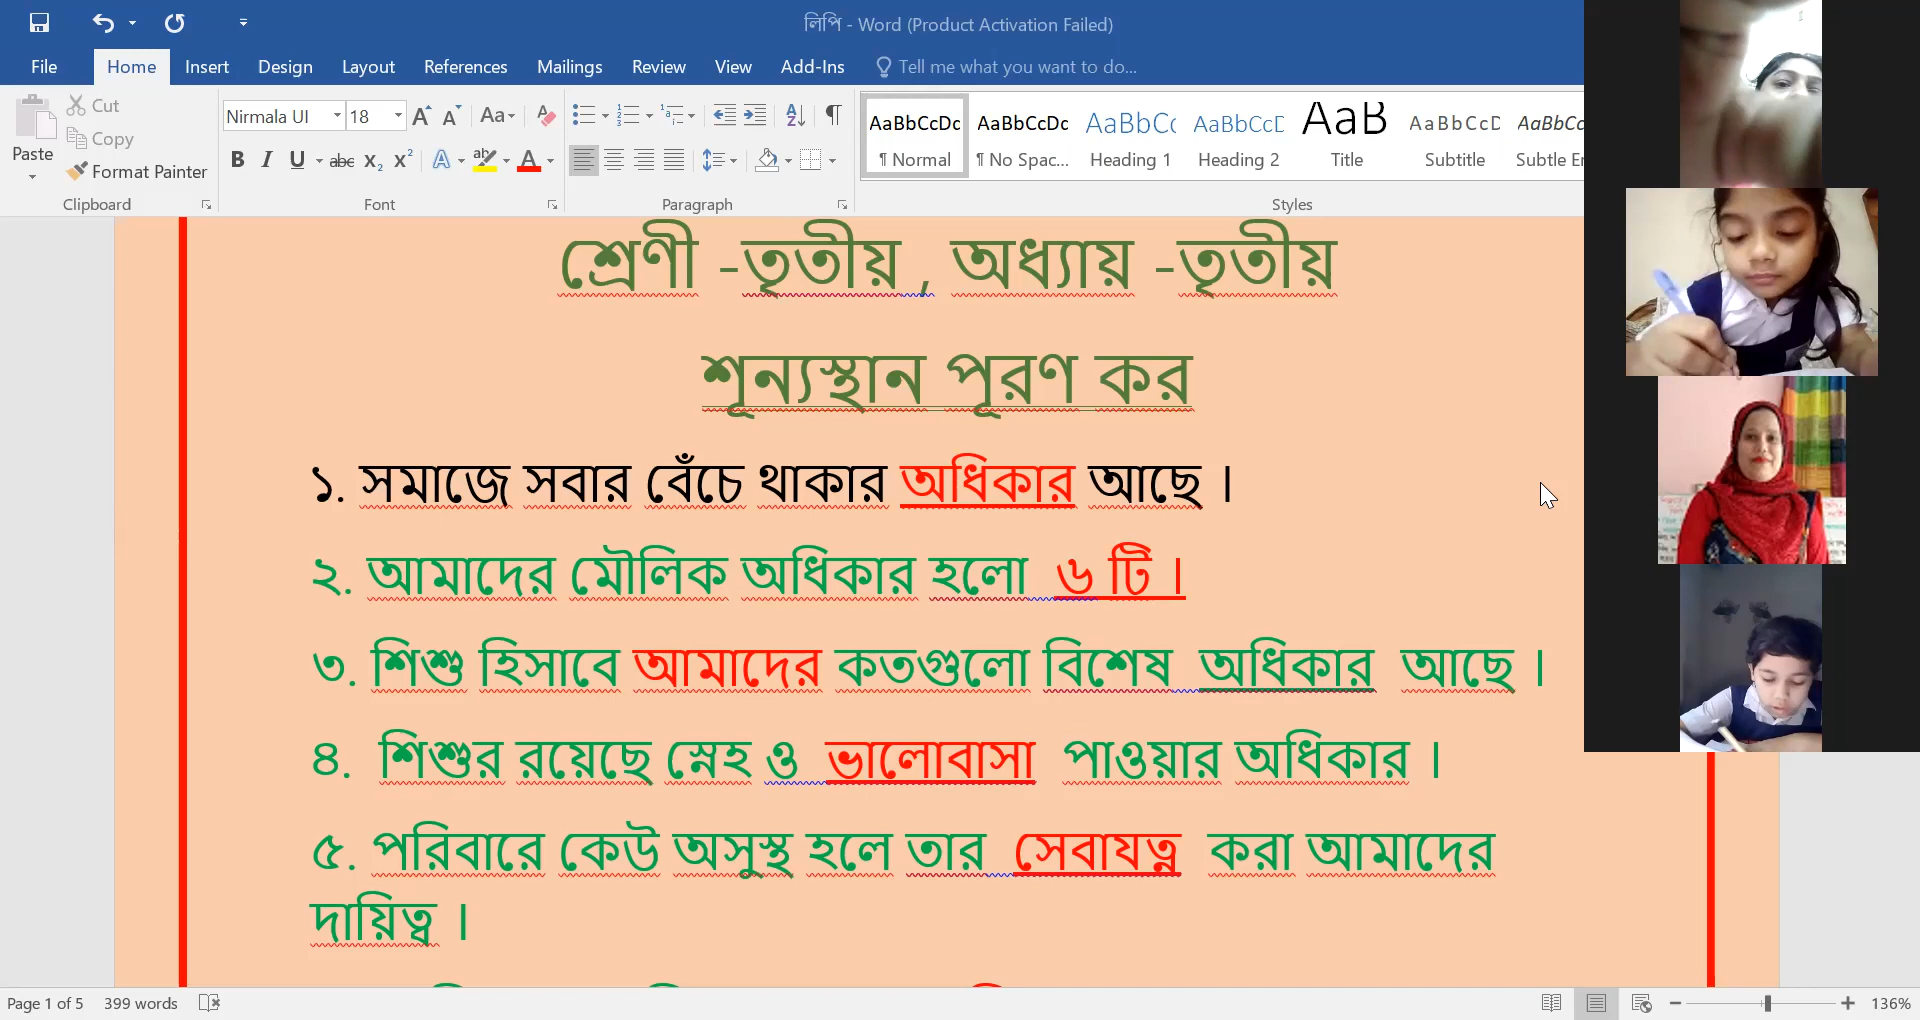 লিপি - Word (Product Activation Failed)
File Home Insert Design Layout References Mailings Review View Add-Ins Tell me what you want to do...
Cut
Copy
Paste
Format Painter
Nirmala UI 18
AaBbCcDc AaBbCcDc AaBbCc AaBbCcD AaB AaBbCcD AaBbCc
¶ Normal ¶ No Spac... Heading 1 Heading 2 Title Subtitle Subtle
Clipboard Font Paragraph Styles
শ্রেণী -তৃতীয় , অধ্যায় -তৃতীয়
শূন্যস্থান পূরণ কর
১. সমাজে সবার বেঁচে থাকার অধিকার আছে ।
২. আমাদের মৌলিক অধিকার হলো ৬ টি ।
৩. শিশু হিসাবে আমাদের কতগুলো বিশেষ অধিকার আছে ।
৪. শিশুর রয়েছে স্নেহ ও ভালোবাসা পাওয়ার অধিকার ।
৫. পরিবারে কেউ অসুস্থ হলে তার সেবাযত্ন করা আমাদের
দায়িত্ব ।
Page 1 of 5 399 words 136%